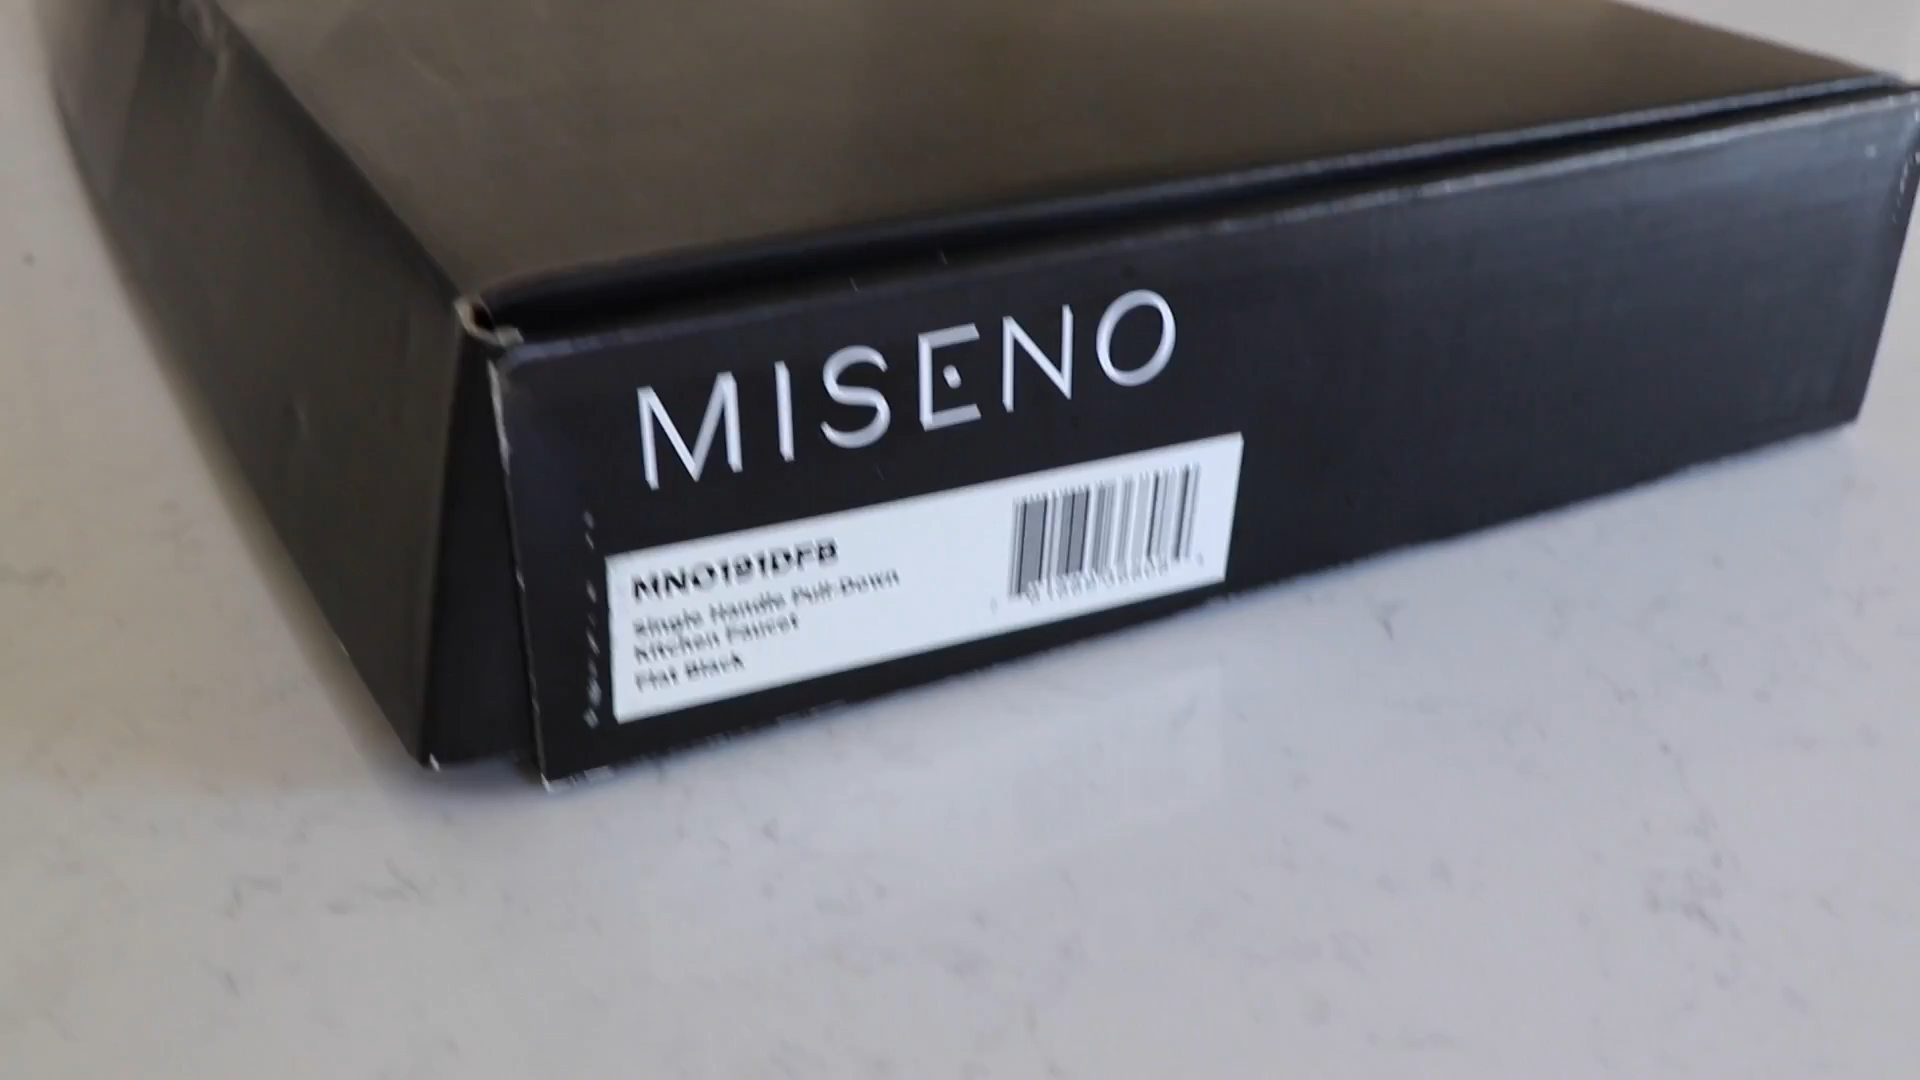 MISENO
MNO191DFB
Single Handle Pull-Down
Kitchen Faucet
Flat Black